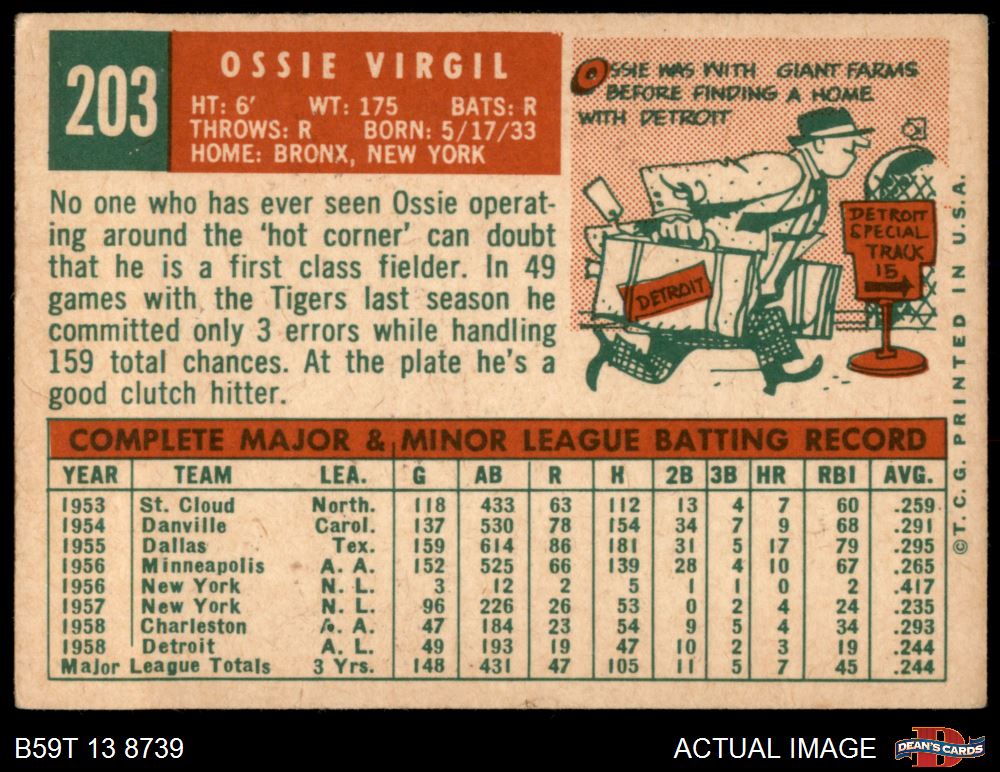 203
OSSIE VIRGIL
HT: 6' WT: 175 BATS: R
THROWS: R BORN: 5/17/33
HOME: BRONX, NEW YORK
OSSIE WAS WITH GIANT FARMS
BEFORE FINDING A HOME
WITH DETROIT
DETROIT
SPECIAL
TRACK
15
DETROIT
No one who has ever seen Ossie operat-
ing around the 'hot corner' can doubt
that he is a first class fielder. In 49
games with the Tigers last season he
committed only 3 errors while handling
159 total chances. At the plate he's a
good clutch hitter.
COMPLETE MAJOR & MINOR LEAGUE BATTING RECORD
YEAR TEAM LEA. G AB R H 2B 3B HR RBI AVG.
1953 St. Cloud North. 118 433 63 112 13 4 7 60 .259
1954 Danville Carol. 137 530 78 154 34 7 9 68 .291
1955 Dallas Tex. 159 614 86 181 31 5 17 79 .295
1956 Minneapolis A. A. 152 525 66 139 28 4 10 67 .265
1956 New York N. L. 3 12 2 5 1 1 0 2 .417
1957 New York N. L. 96 226 26 53 0 2 4 24 .235
1958 Charleston A. A. 47 184 23 54 9 5 4 34 .293
1958 Detroit A. L. 49 193 19 47 10 2 3 19 .244
Major League Totals 3 Yrs. 148 431 47 105 11 5 7 45 .244
© T. C. G. PRINTED IN U.S.A.
B59T 13 8739
ACTUAL IMAGE
DEAN'S CARDS